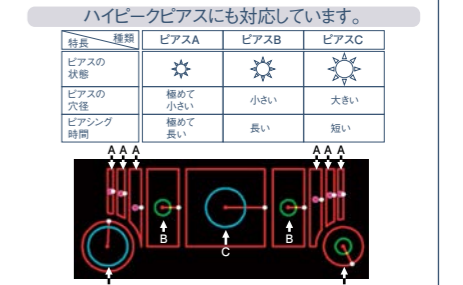 ハイピークピアスにも対応しています。
特長 種類 ピアスA ピアスB ピアスC
ピアスの
状態
ピアスの
穴径 極めて
小さい 小さい 大きい
ピアシング
時間 極めて
長い 長い 短い
A A A A A A
B C B